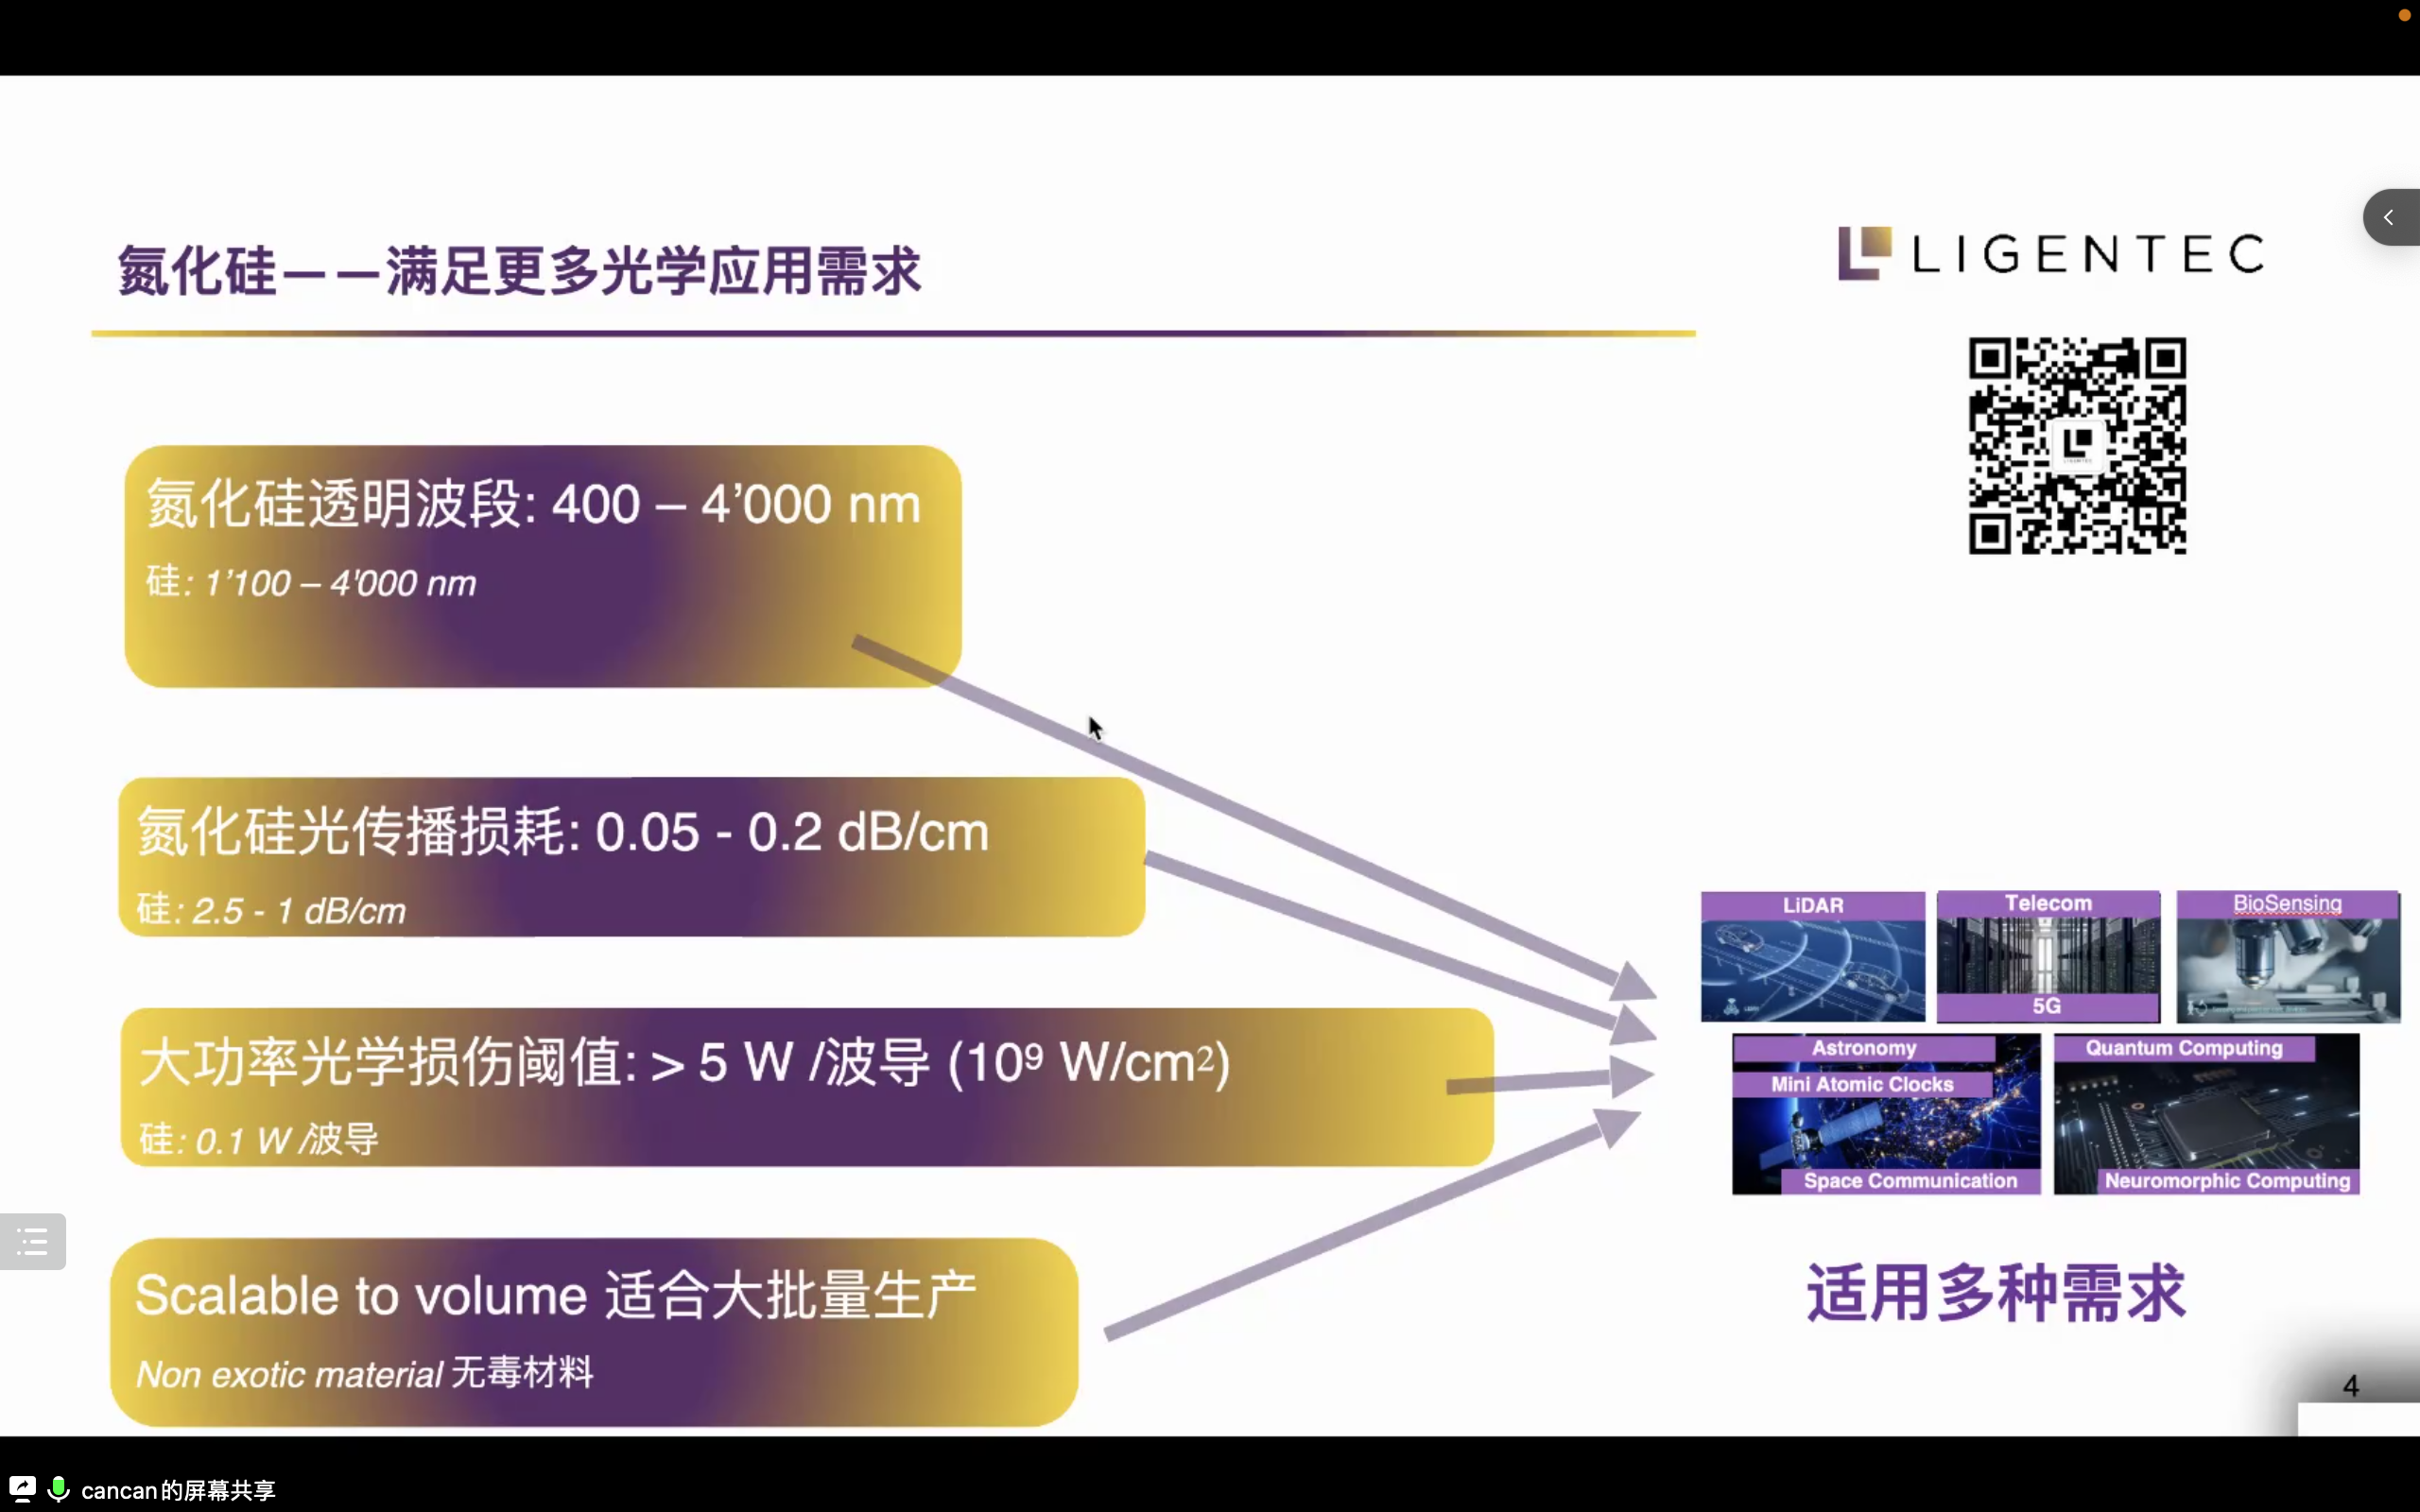 氮化硅——满足更多光学应用需求
LIGENTEC
氮化硅透明波段: 400 – 4’000 nm
硅: 1’100 – 4'000 nm
氮化硅光传播损耗: 0.05 - 0.2 dB/cm
硅: 2.5 - 1 dB/cm
大功率光学损伤阈值: > 5 W /波导 (10⁹ W/cm²)
硅: 0.1 W /波导
Scalable to volume 适合大批量生产
Non exotic material 无毒材料
LiDAR
Telecom
5G
BioSensing
Astronomy
Mini Atomic Clocks
Space Communication
Quantum Computing
Neuromorphic Computing
适用多种需求
4
cancan的屏幕共享